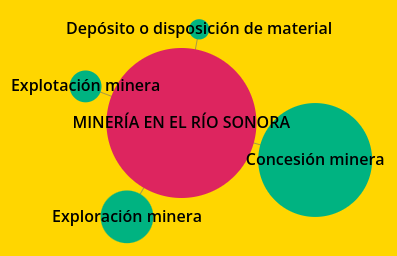 Depósito o disposición de material
Explotación minera
MINERÍA EN EL RÍO SONORA
Concesión minera
Exploración minera